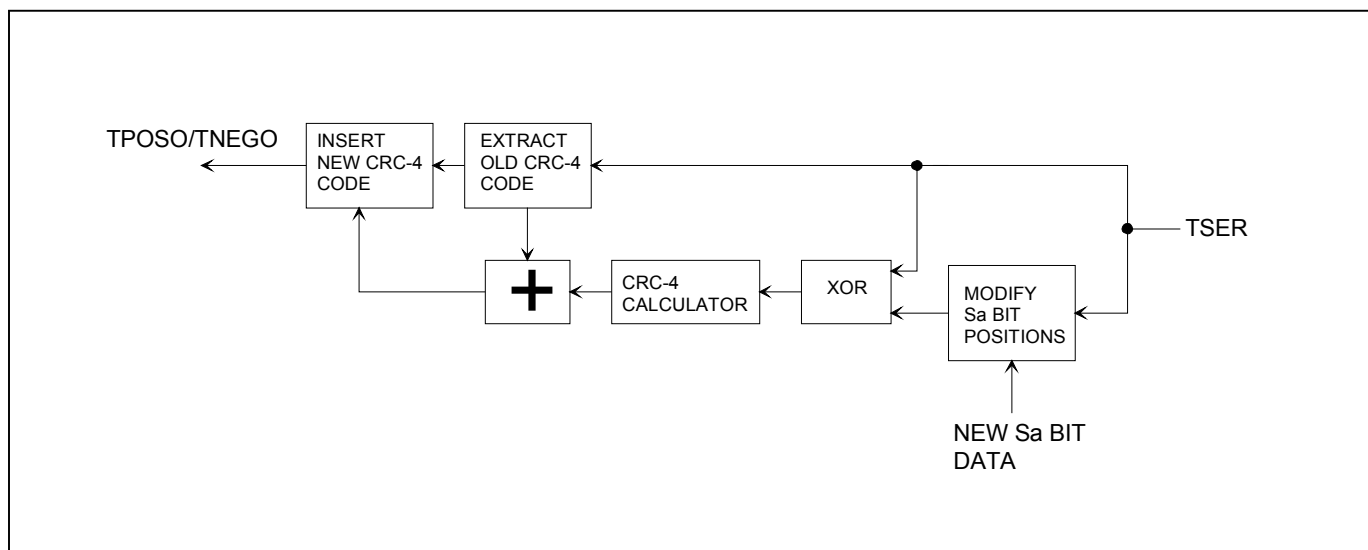 TPOSO/TNEGO
INSERT
NEW CRC-4
CODE
EXTRACT
OLD CRC-4
CODE
TSER
+
CRC-4
CALCULATOR
XOR
MODIFY
Sa BIT
POSITIONS
NEW Sa BIT
DATA